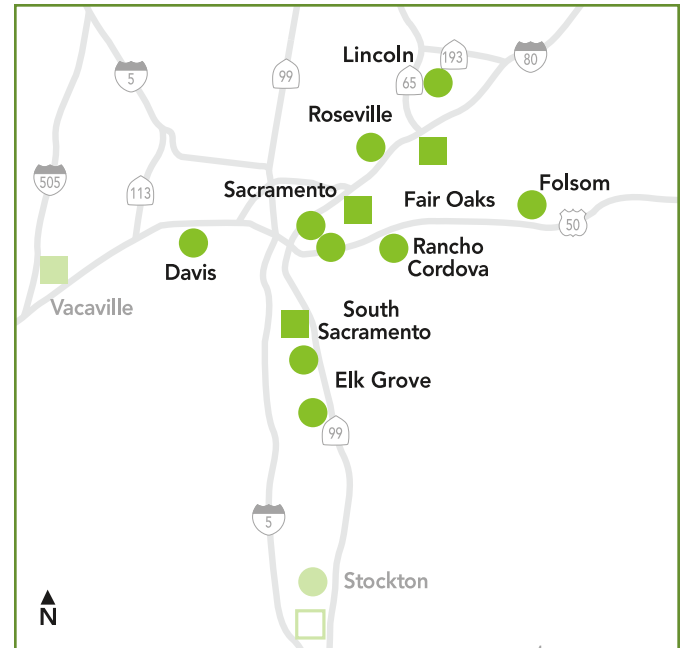 Lincoln
193
80
5
99
65
Roseville
505
113
Sacramento
Fair Oaks
Folsom
50
Davis
Rancho
Cordova
Vacaville
South
Sacramento
Elk Grove
99
5
Stockton
N